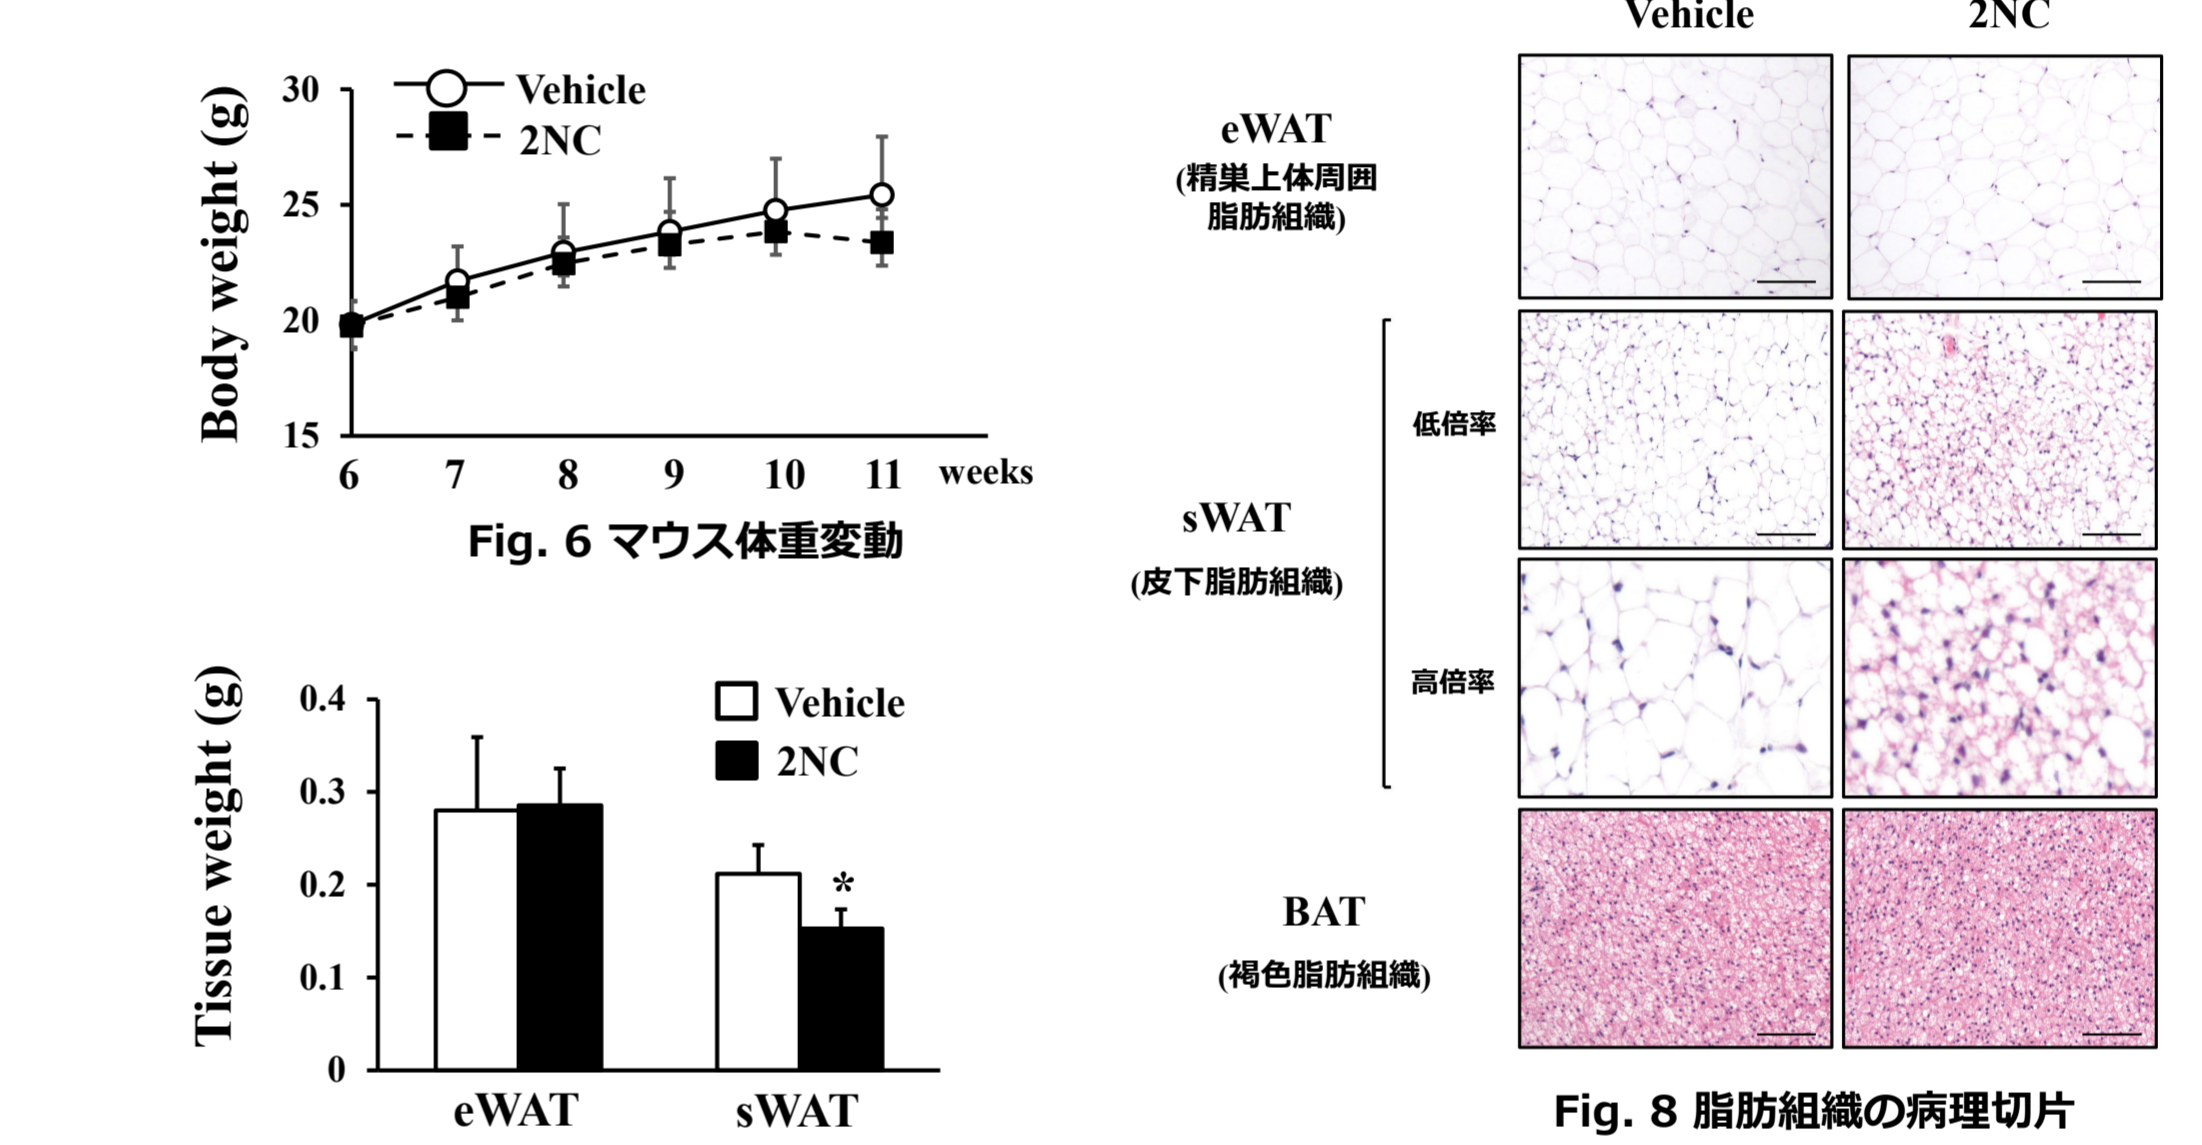 30
25
20
15
Body weight (g)
Vehicle
2NC
6 7 8 9 10 11 weeks
Fig. 6 マウス体重変動
0.4
0.3
0.2
0.1
0
Tissue weight (g)
Vehicle
2NC
*
eWAT sWAT
Vehicle 2NC
eWAT
(精巣上体周囲
脂肪組織)
低倍率
sWAT
(皮下脂肪組織)
高倍率
BAT
(褐色脂肪組織)
Fig. 8 脂肪組織の病理切片